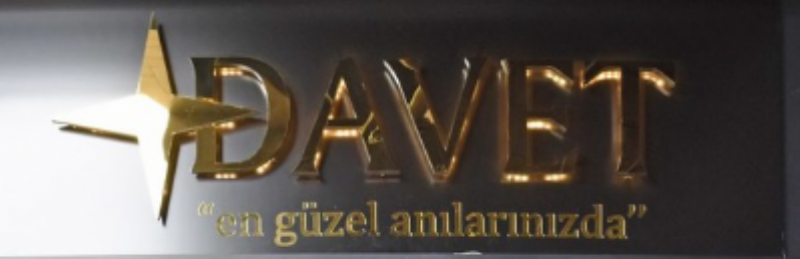 DAVET
“en güzel anılarınızda”